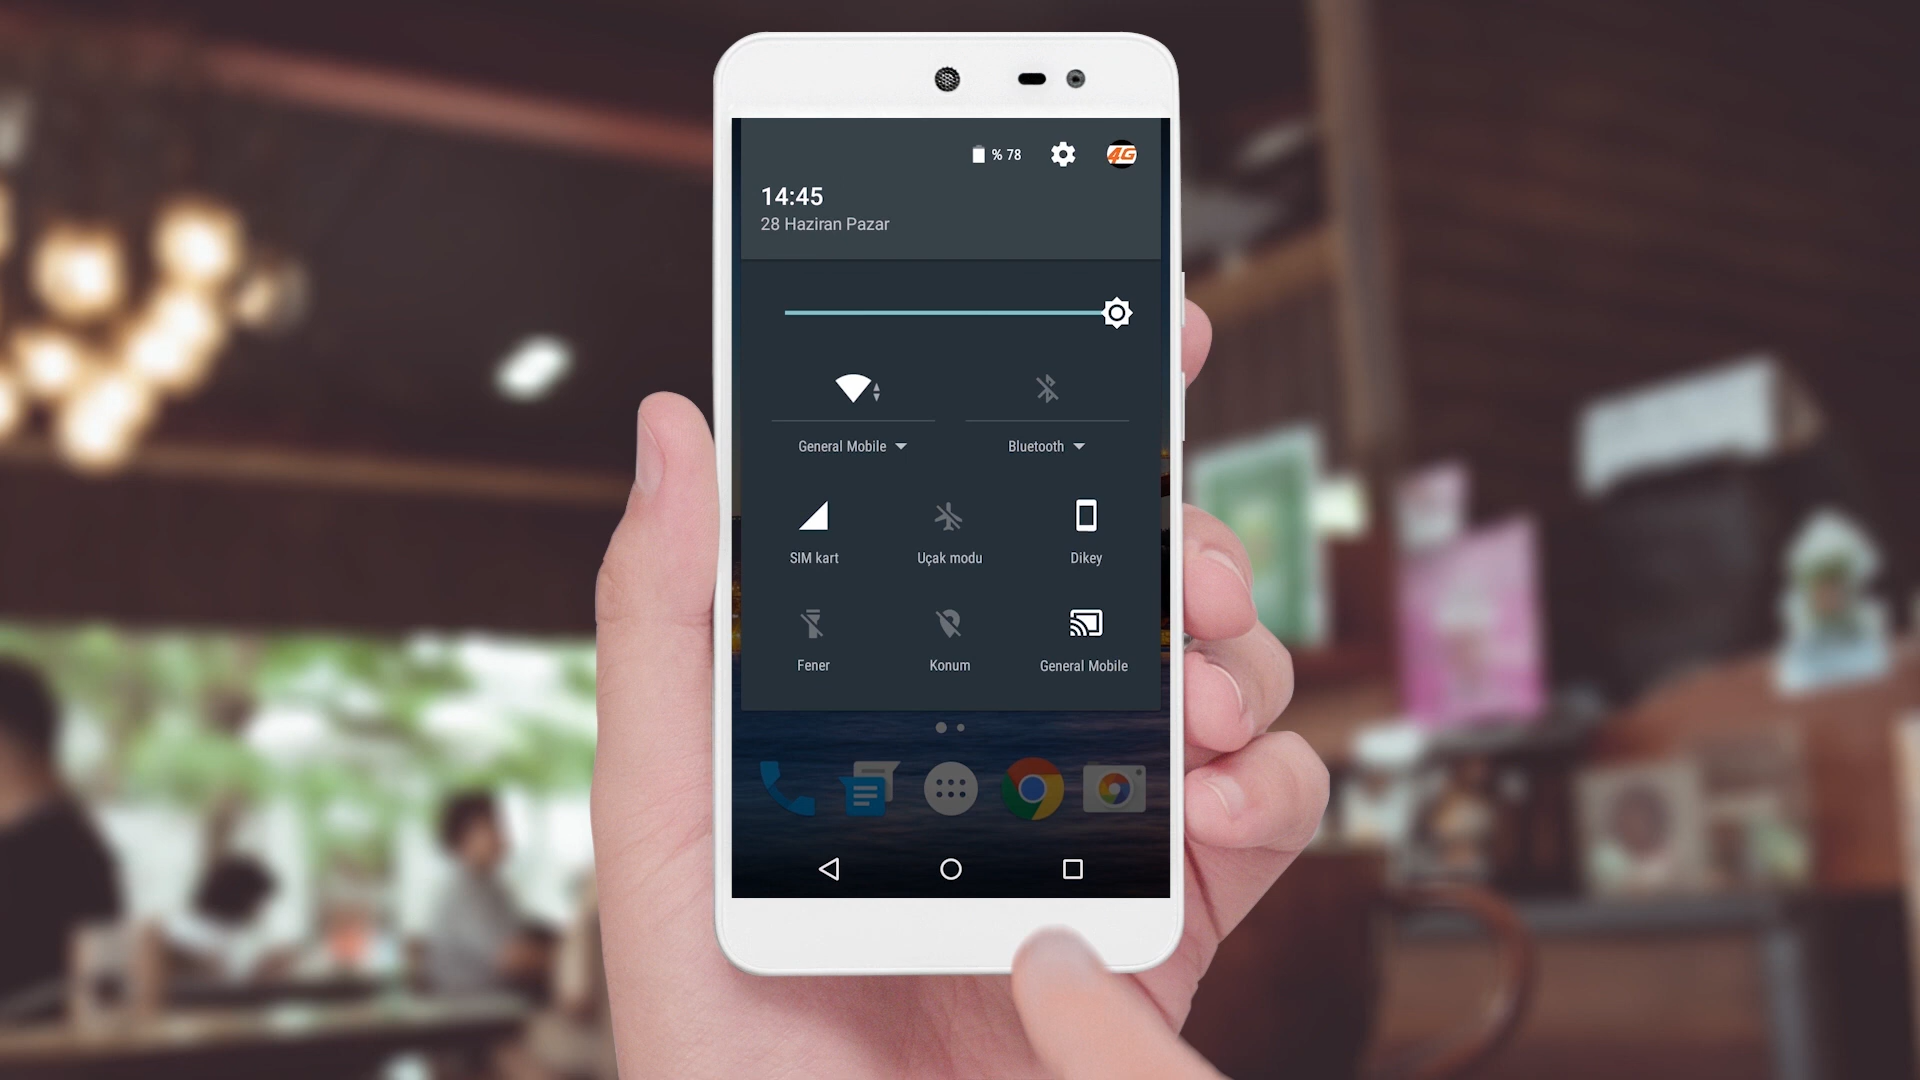 % 78
4G
14:45
28 Haziran Pazar
General Mobile
Bluetooth
SIM kart
Uçak modu
Dikey
Fener
Konum
General Mobile